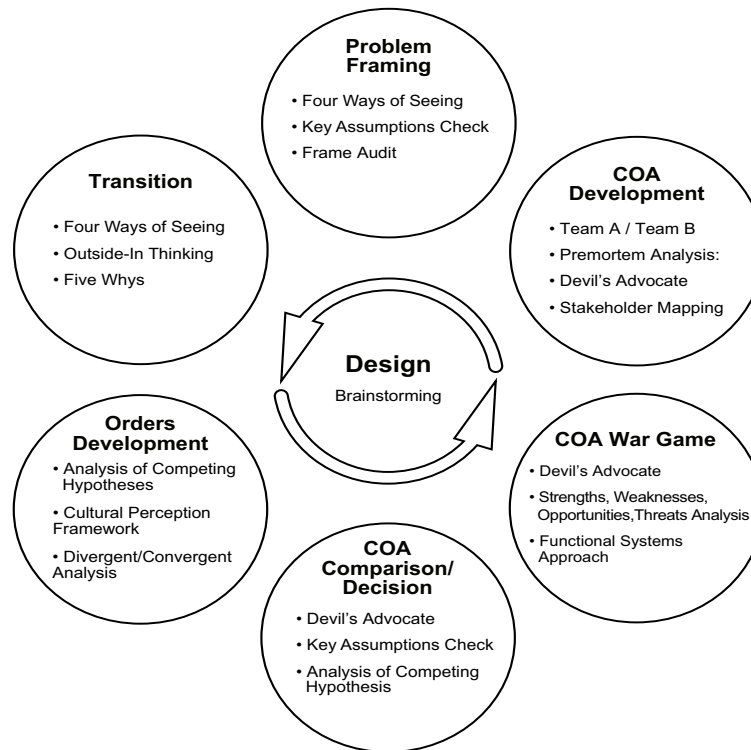 Problem
Framing
• Four Ways of Seeing
• Key Assumptions Check
• Frame Audit
COA
Development
• Team A / Team B
• Premortem Analysis:
• Devil's Advocate
• Stakeholder Mapping
COA War Game
• Devil's Advocate
• Strengths, Weaknesses,
Opportunities,Threats Analysis
• Functional Systems
Approach
COA
Comparison/
Decision
• Devil's Advocate
• Key Assumptions Check
• Analysis of Competing
Hypothesis
Orders
Development
• Analysis of Competing
Hypotheses
• Cultural Perception
Framework
• Divergent/Convergent
Analysis
Transition
• Four Ways of Seeing
• Outside-In Thinking
• Five Whys
Design
Brainstorming